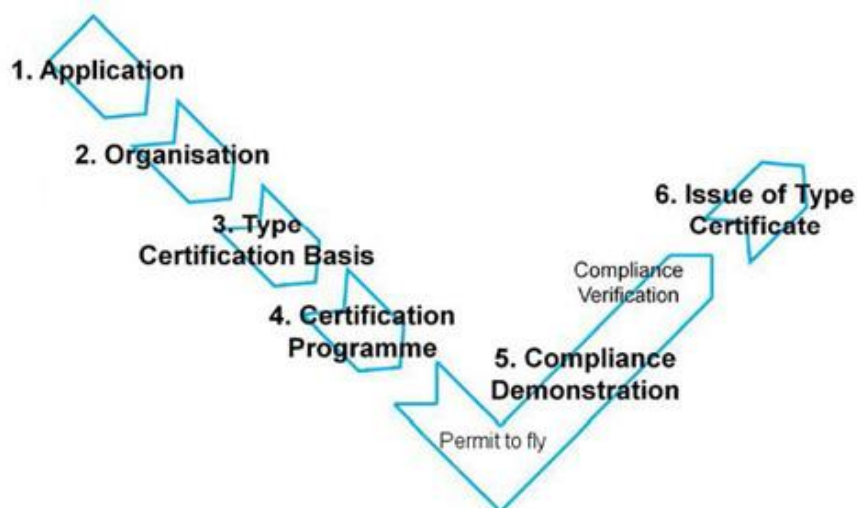 1. Application
2. Organisation
3. Type
Certification Basis
4. Certification
Programme
Permit to fly
5. Compliance
Demonstration
Compliance
Verification
6. Issue of Type
Certificate